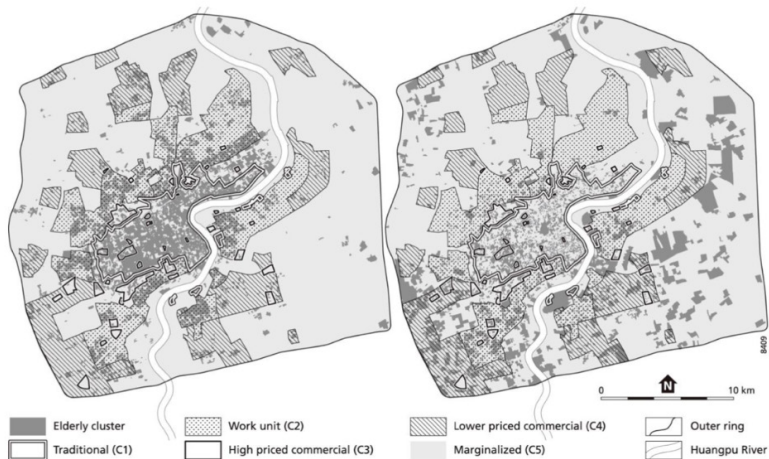 8409
N
0 10 km
Elderly cluster Work unit (C2) Lower priced commercial (C4) Outer ring
Traditional (C1) High priced commercial (C3) Marginalized (C5) Huangpu River